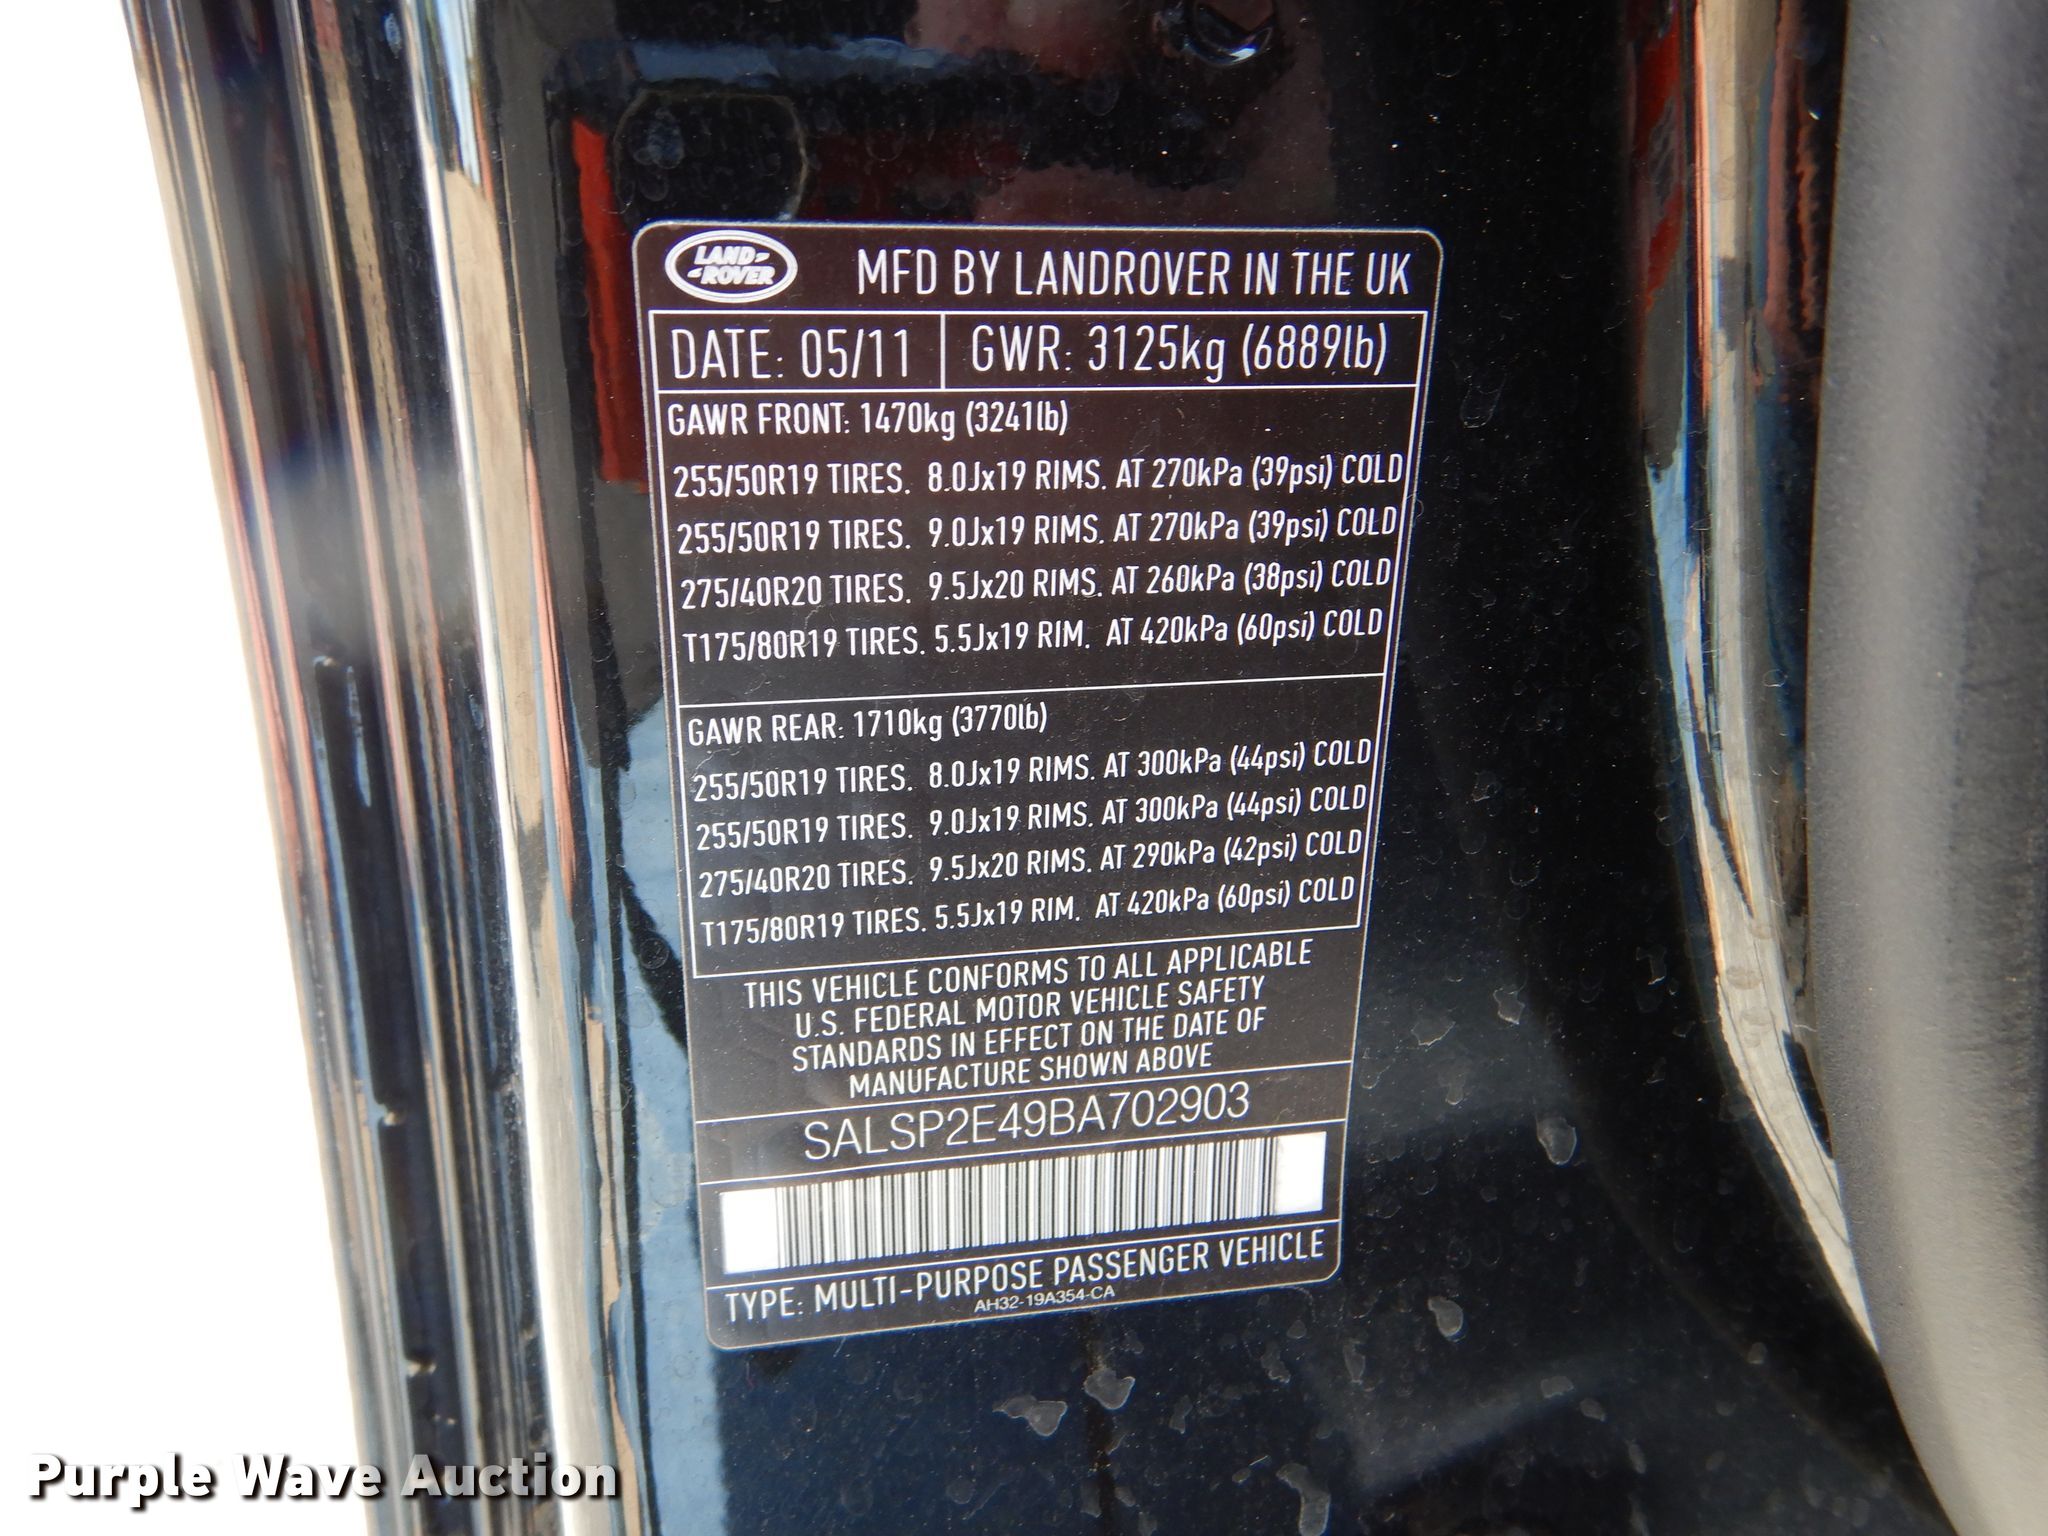 LAND
ROVER
MFD BY LANDROVER IN THE UK
DATE: 05/11
GWR: 3125kg (6889lb)
GAWR FRONT: 1470kg (3241lb)
255/50R19 TIRES. 8.0Jx19 RIMS. AT 270kPa (39psi) COLD
255/50R19 TIRES. 9.0Jx19 RIMS. AT 270kPa (39psi) COLD
275/40R20 TIRES. 9.5Jx20 RIMS. AT 260kPa (38psi) COLD
T175/80R19 TIRES. 5.5Jx19 RIM. AT 420kPa (60psi) COLD
GAWR REAR: 1710kg (3770lb)
255/50R19 TIRES. 8.0Jx19 RIMS. AT 300kPa (44psi) COLD
255/50R19 TIRES. 9.0Jx19 RIMS. AT 300kPa (44psi) COLD
275/40R20 TIRES. 9.5Jx20 RIMS. AT 290kPa (42psi) COLD
T175/80R19 TIRES. 5.5Jx19 RIM. AT 420kPa (60psi) COLD
THIS VEHICLE CONFORMS TO ALL APPLICABLE
U.S. FEDERAL MOTOR VEHICLE SAFETY
STANDARDS IN EFFECT ON THE DATE OF
MANUFACTURE SHOWN ABOVE
SALSP2E49BA702903
TYPE: MULTI-PURPOSE PASSENGER VEHICLE
AH32-19A354-CA
Purple Wave Auction